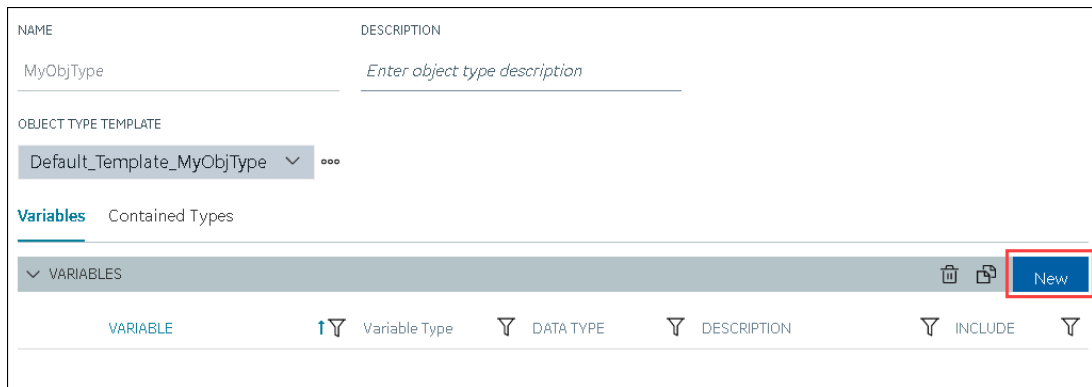 NAME DESCRIPTION
MyObjType Enter object type description
OBJECT TYPE TEMPLATE
Default_Template_MyObjType
Variables Contained Types
VARIABLES New
VARIABLE Variable Type DATA TYPE DESCRIPTION INCLUDE